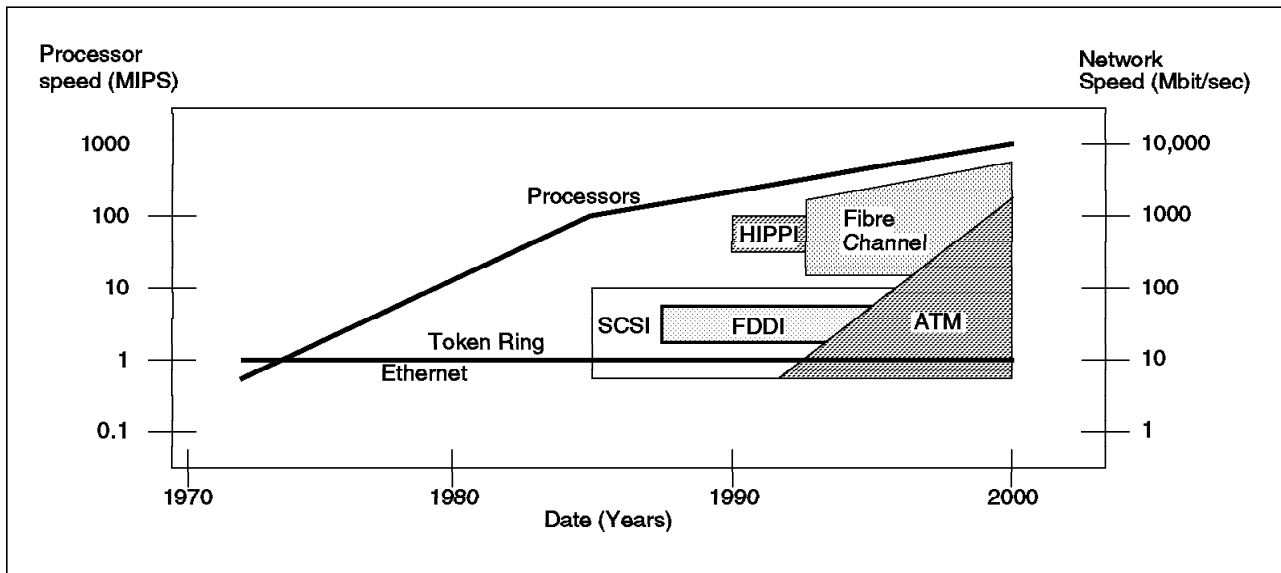 Processor
speed (MIPS)
Network
Speed (Mbit/sec)
1000
10,000
Processors
100
HIPPI
Fibre
Channel
1000
10
100
SCSI
FDDI
ATM
Token Ring
1
10
Ethernet
0.1
1
1970
1980
1990
2000
Date (Years)